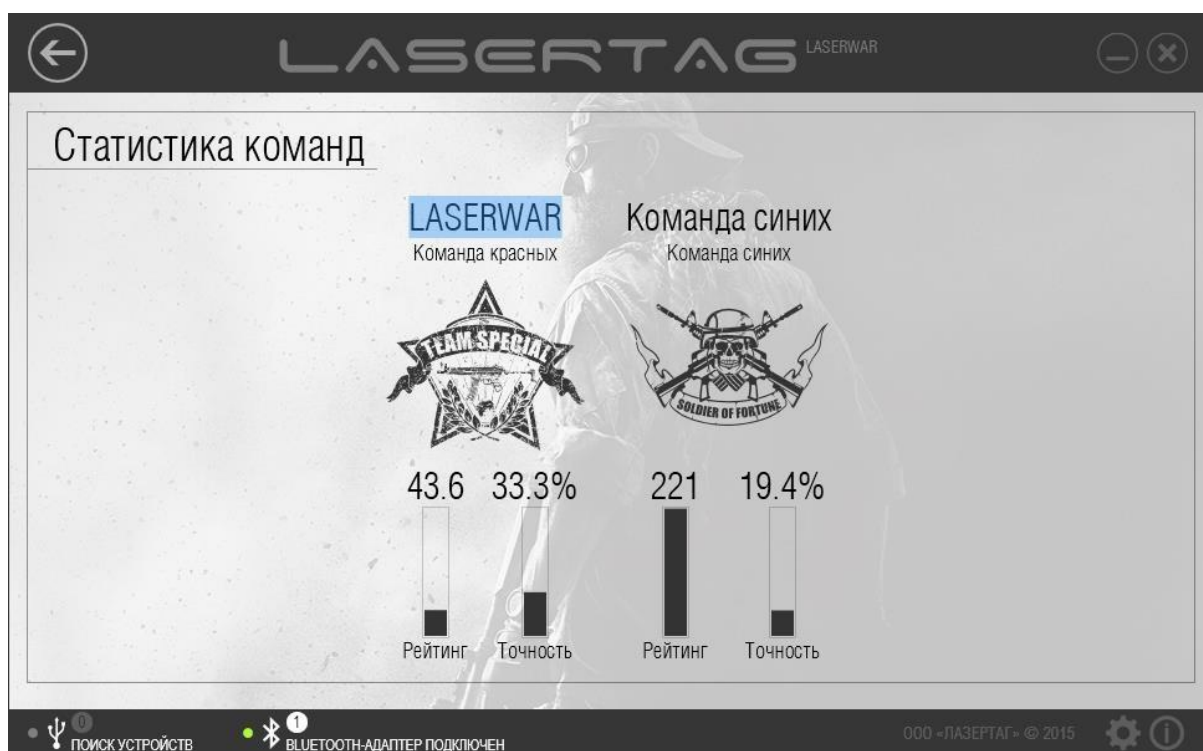 LASERTAG LASERWAR
Статистика команд
LASERWAR Команда синих
Команда красных Команда синих
TEAM SPECIAL
SOLDIER OF FORTUNE
43.6 33.3% 221 19.4%
Рейтинг Точность Рейтинг Точность
0 1
ПОИСК УСТРОЙСТВ BLUETOOTH-АДАПТЕР ПОДКЛЮЧЕН ООО «ЛАЗЕРТАГ» © 2015